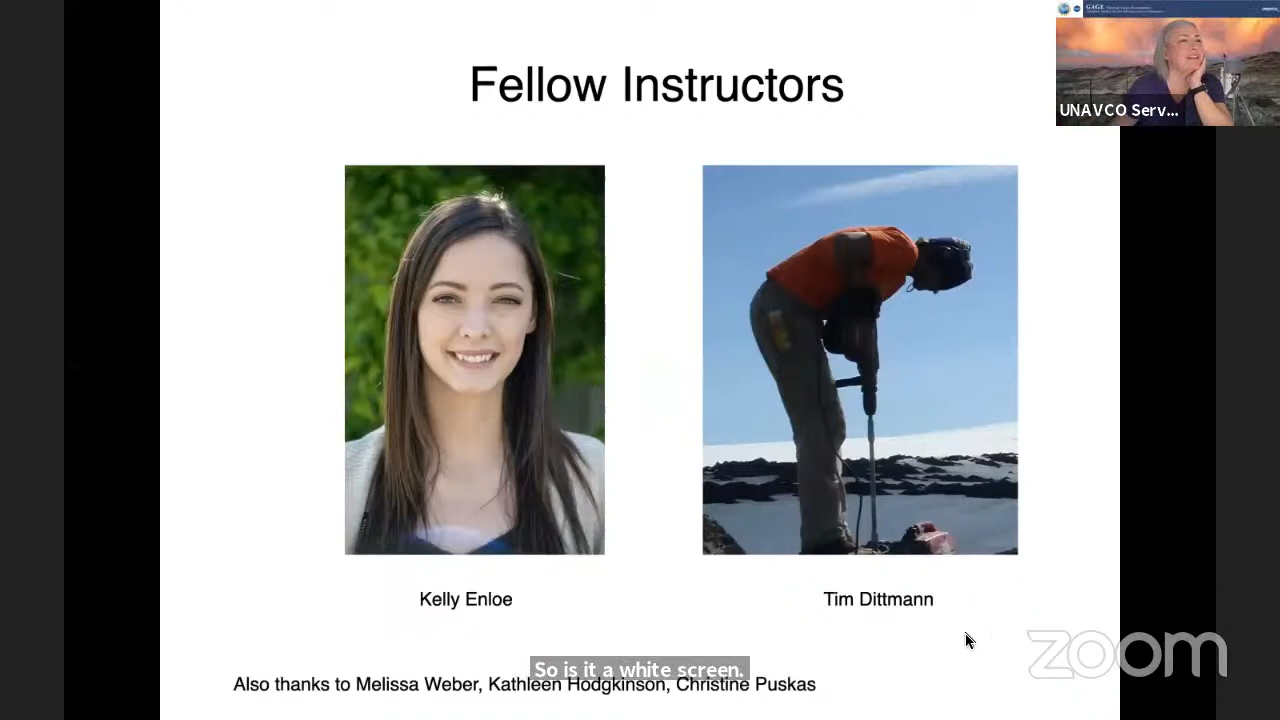 GAGE
UNAVCO Serv...
Fellow Instructors
Kelly Enloe
Tim Dittmann
zoom
So is it a white screen.
Also thanks to Melissa Weber, Kathleen Hodgkinson, Christine Puskas